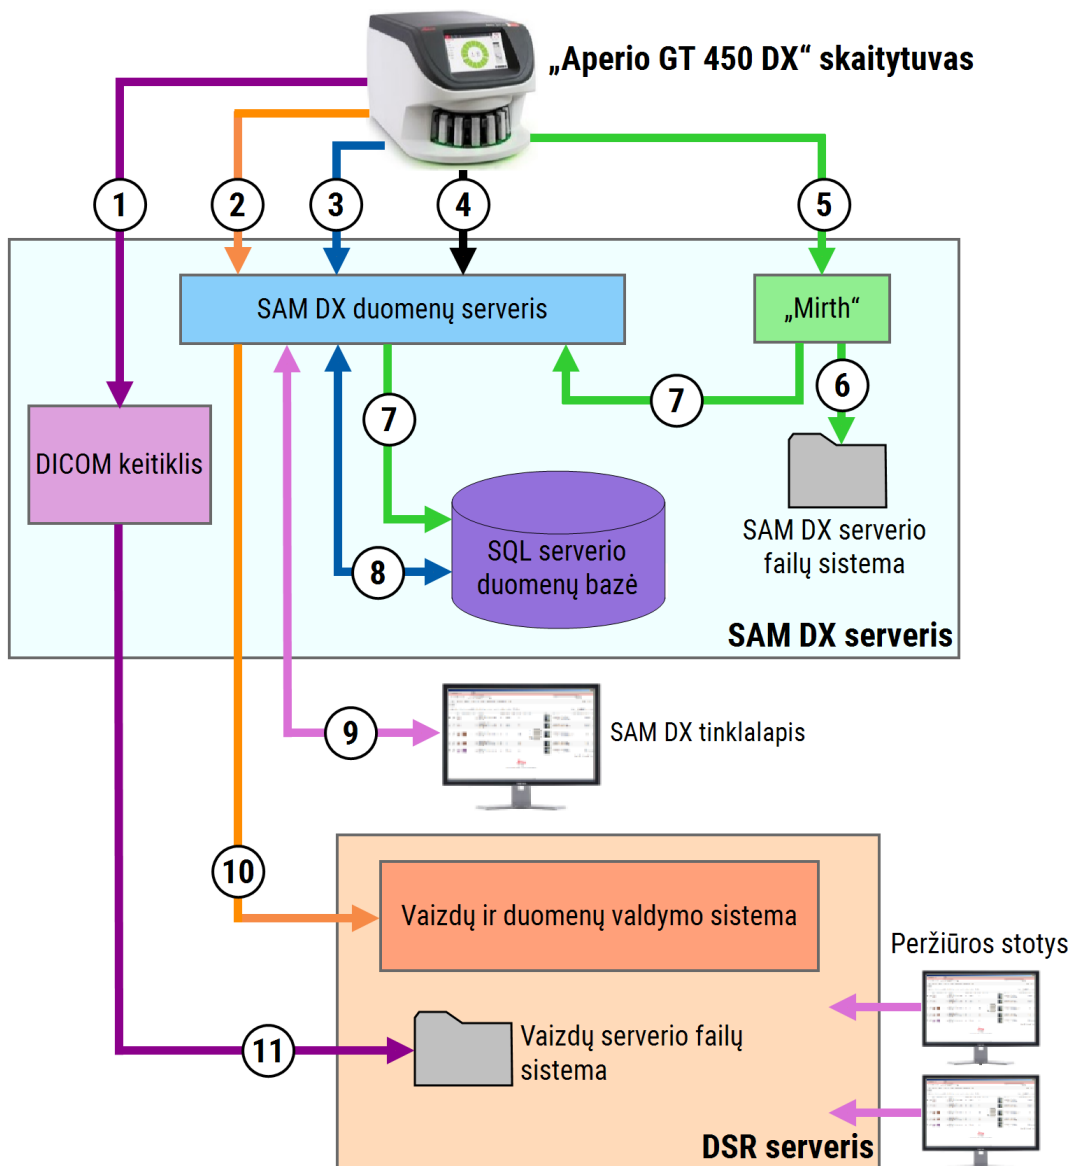 „Aperio GT 450 DX“ skaitytuvas
1
2
3
4
5
SAM DX duomenų serveris
„Mirth“
6
7
7
DICOM keitiklis
SAM DX serverio
failų sistema
SQL serverio
duomenų bazė
8
SAM DX serveris
9
SAM DX tinklalapis
10
Vaizdų ir duomenų valdymo sistema
Peržiūros stotys
11
Vaizdų serverio failų
sistema
DSR serveris